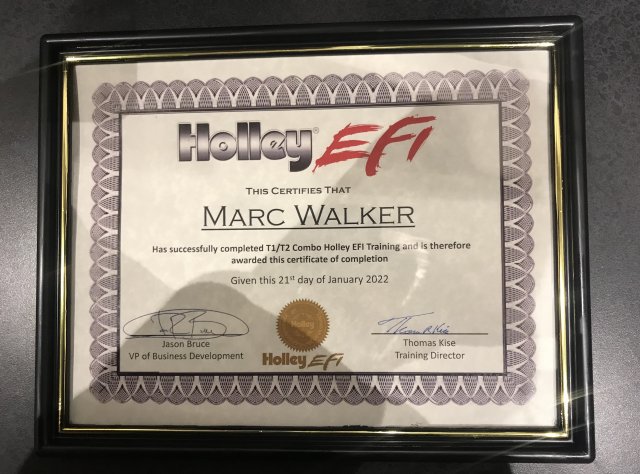 Holley® EFI
THIS CERTIFIES THAT
MARC WALKER
Has successfully completed T1/T2 Combo Holley EFI Training and is therefore
awarded this certificate of completion
Given this 21st day of January 2022
Jason Bruce
VP of Business Development
Holley
Holley EFI
Thomas Kise
Training Director